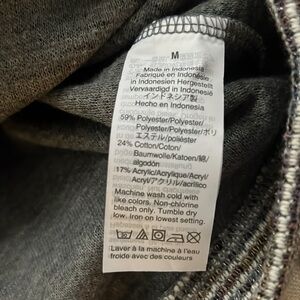 M
Made in Indonesia
Fabriqué en Indonésie
In Indonesien Hergestellt
Vervaardigd in Indonesië
インドネシア製
Hecho en Indonesia
59% Polyester/Polyester/
Polyester/Polyester/ポリ
エステル/poliéster
24% Cotton/Coton/
Baumwolle/Katoen/綿/
algodón
17% Acrylic/Acrylique/Acryl/
Acryl/アクリル/acrílico
Machine wash cold with
like colors. Non-chlorine
bleach only. Tumble dry
low. Iron on lowest setting.
Laver à la machine à l'eau
froide avec des couleurs